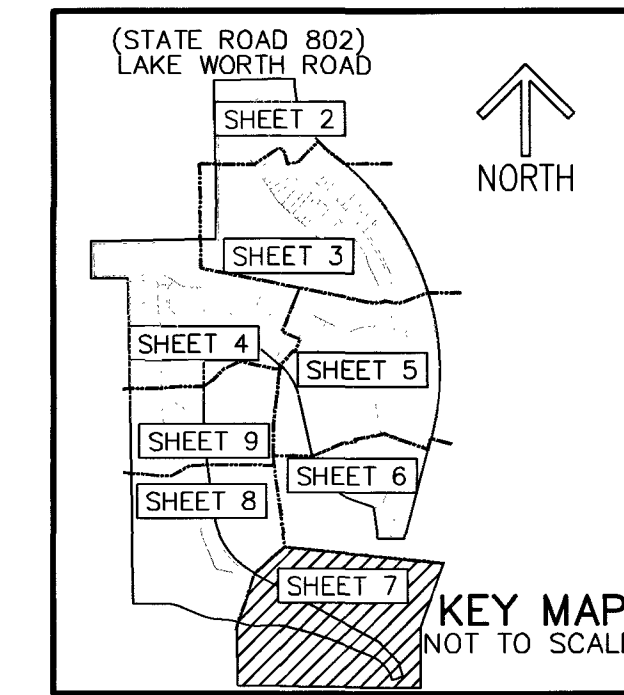 (STATE ROAD 802)
LAKE WORTH ROAD
SHEET 2
NORTH
SHEET 3
SHEET 4
SHEET 5
SHEET 9
SHEET 6
SHEET 8
SHEET 7
KEY MAP
NOT TO SCALE